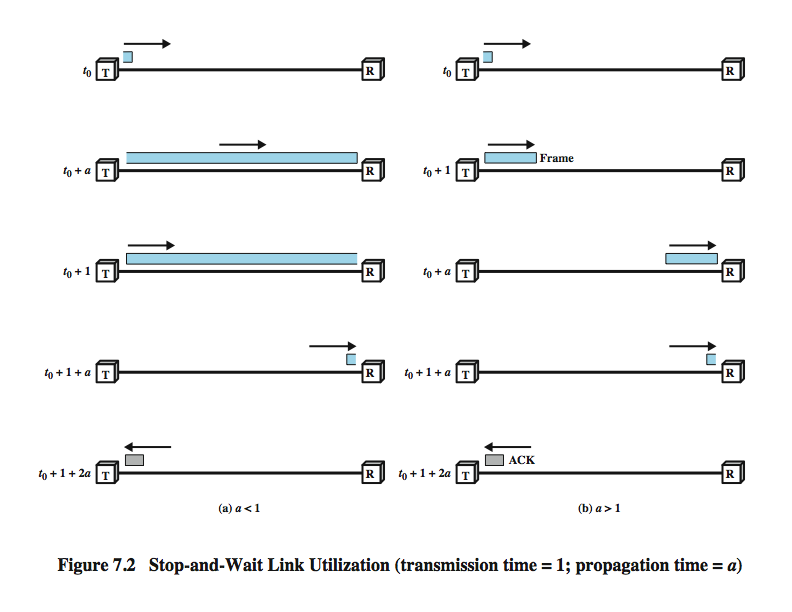 t0 T R t0 T R
t0 + a T R t0 + 1 T Frame R
t0 + 1 T R t0 + a T R
t0 + 1 + a T R t0 + 1 + a T R
t0 + 1 + 2a T R t0 + 1 + 2a T ACK R
(a) a < 1 (b) a > 1
Figure 7.2 Stop-and-Wait Link Utilization (transmission time = 1; propagation time = a)